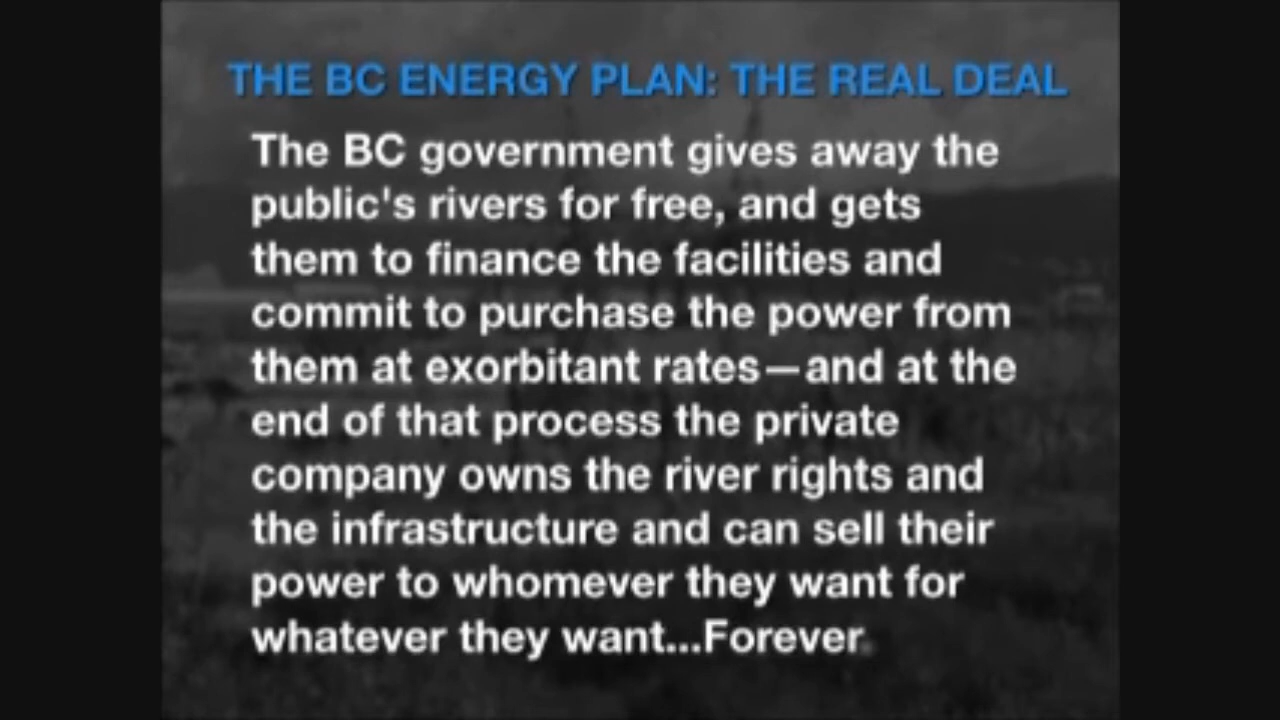 THE BC ENERGY PLAN: THE REAL DEAL
The BC government gives away the
public's rivers for free, and gets
them to finance the facilities and
commit to purchase the power from
them at exorbitant rates—and at the
end of that process the private
company owns the river rights and
the infrastructure and can sell their
power to whomever they want for
whatever they want...Forever.